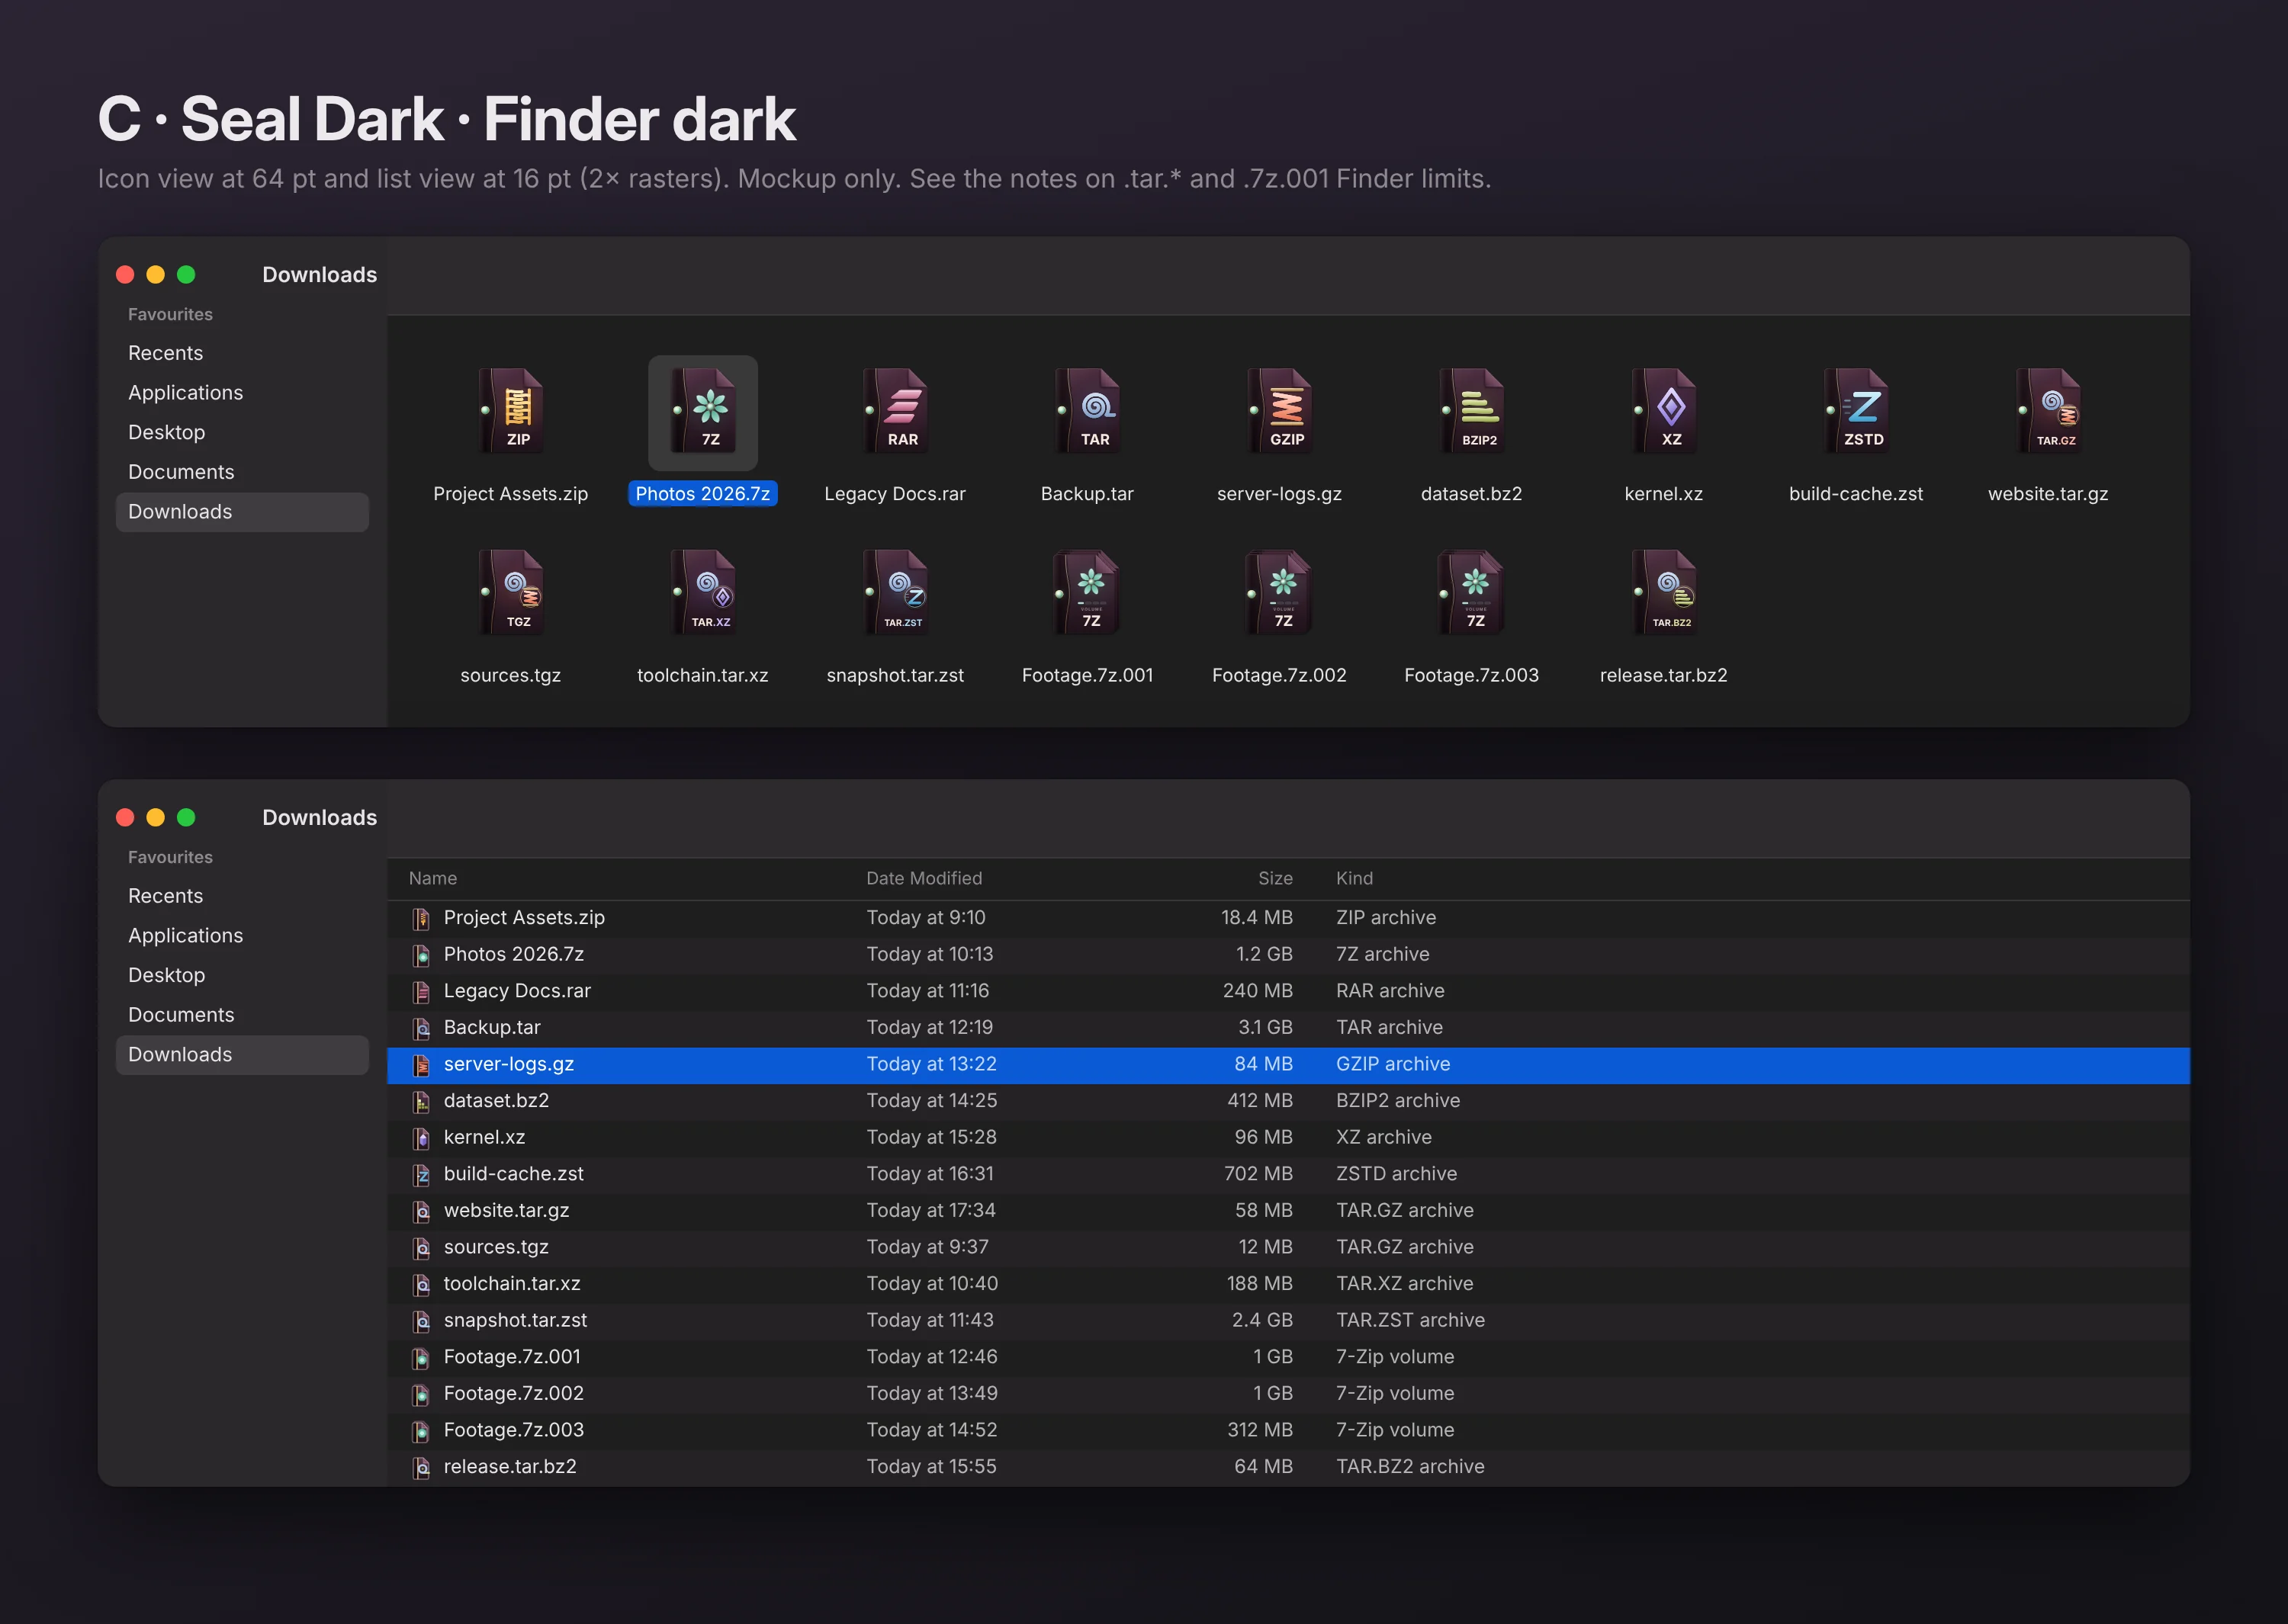 C · Seal Dark · Finder dark
Icon view at 64 pt and list view at 16 pt (2× rasters). Mockup only. See the notes on .tar.* and .7z.001 Finder limits.
Downloads
Favourites
Recents
Applications
Desktop
Documents
Downloads
ZIP
7Z
RAR
TAR
GZIP
BZIP2
XZ
ZSTD
TAR.GZ
Project Assets.zip
Photos 2026.7z
Legacy Docs.rar
Backup.tar
server-logs.gz
dataset.bz2
kernel.xz
build-cache.zst
website.tar.gz
TGZ
TAR.XZ
TAR.ZST
VOLUME
7Z
VOLUME
7Z
VOLUME
7Z
TAR.BZ2
sources.tgz
toolchain.tar.xz
snapshot.tar.zst
Footage.7z.001
Footage.7z.002
Footage.7z.003
release.tar.bz2
Downloads
Favourites
Recents
Applications
Desktop
Documents
Downloads
Name Date Modified Size Kind
Project Assets.zip Today at 9:10 18.4 MB ZIP archive
Photos 2026.7z Today at 10:13 1.2 GB 7Z archive
Legacy Docs.rar Today at 11:16 240 MB RAR archive
Backup.tar Today at 12:19 3.1 GB TAR archive
server-logs.gz Today at 13:22 84 MB GZIP archive
dataset.bz2 Today at 14:25 412 MB BZIP2 archive
kernel.xz Today at 15:28 96 MB XZ archive
build-cache.zst Today at 16:31 702 MB ZSTD archive
website.tar.gz Today at 17:34 58 MB TAR.GZ archive
sources.tgz Today at 9:37 12 MB TAR.GZ archive
toolchain.tar.xz Today at 10:40 188 MB TAR.XZ archive
snapshot.tar.zst Today at 11:43 2.4 GB TAR.ZST archive
Footage.7z.001 Today at 12:46 1 GB 7-Zip volume
Footage.7z.002 Today at 13:49 1 GB 7-Zip volume
Footage.7z.003 Today at 14:52 312 MB 7-Zip volume
release.tar.bz2 Today at 15:55 64 MB TAR.BZ2 archive